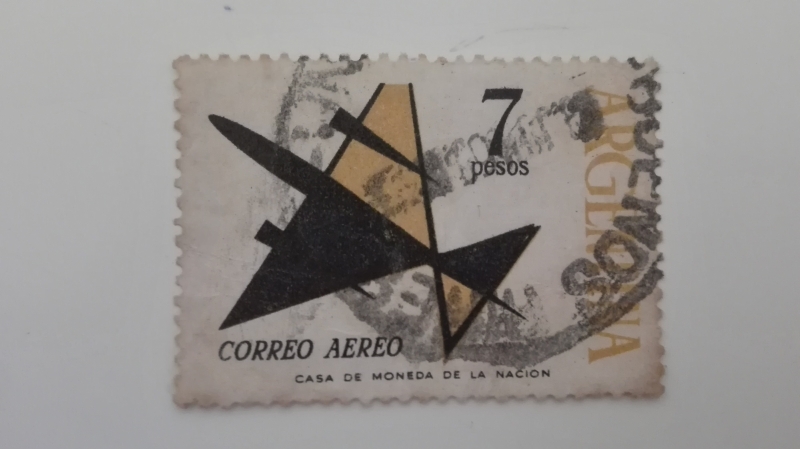 7
pesos
ARGENTINA
CORREO AEREO
CASA DE MONEDA DE LA NACION